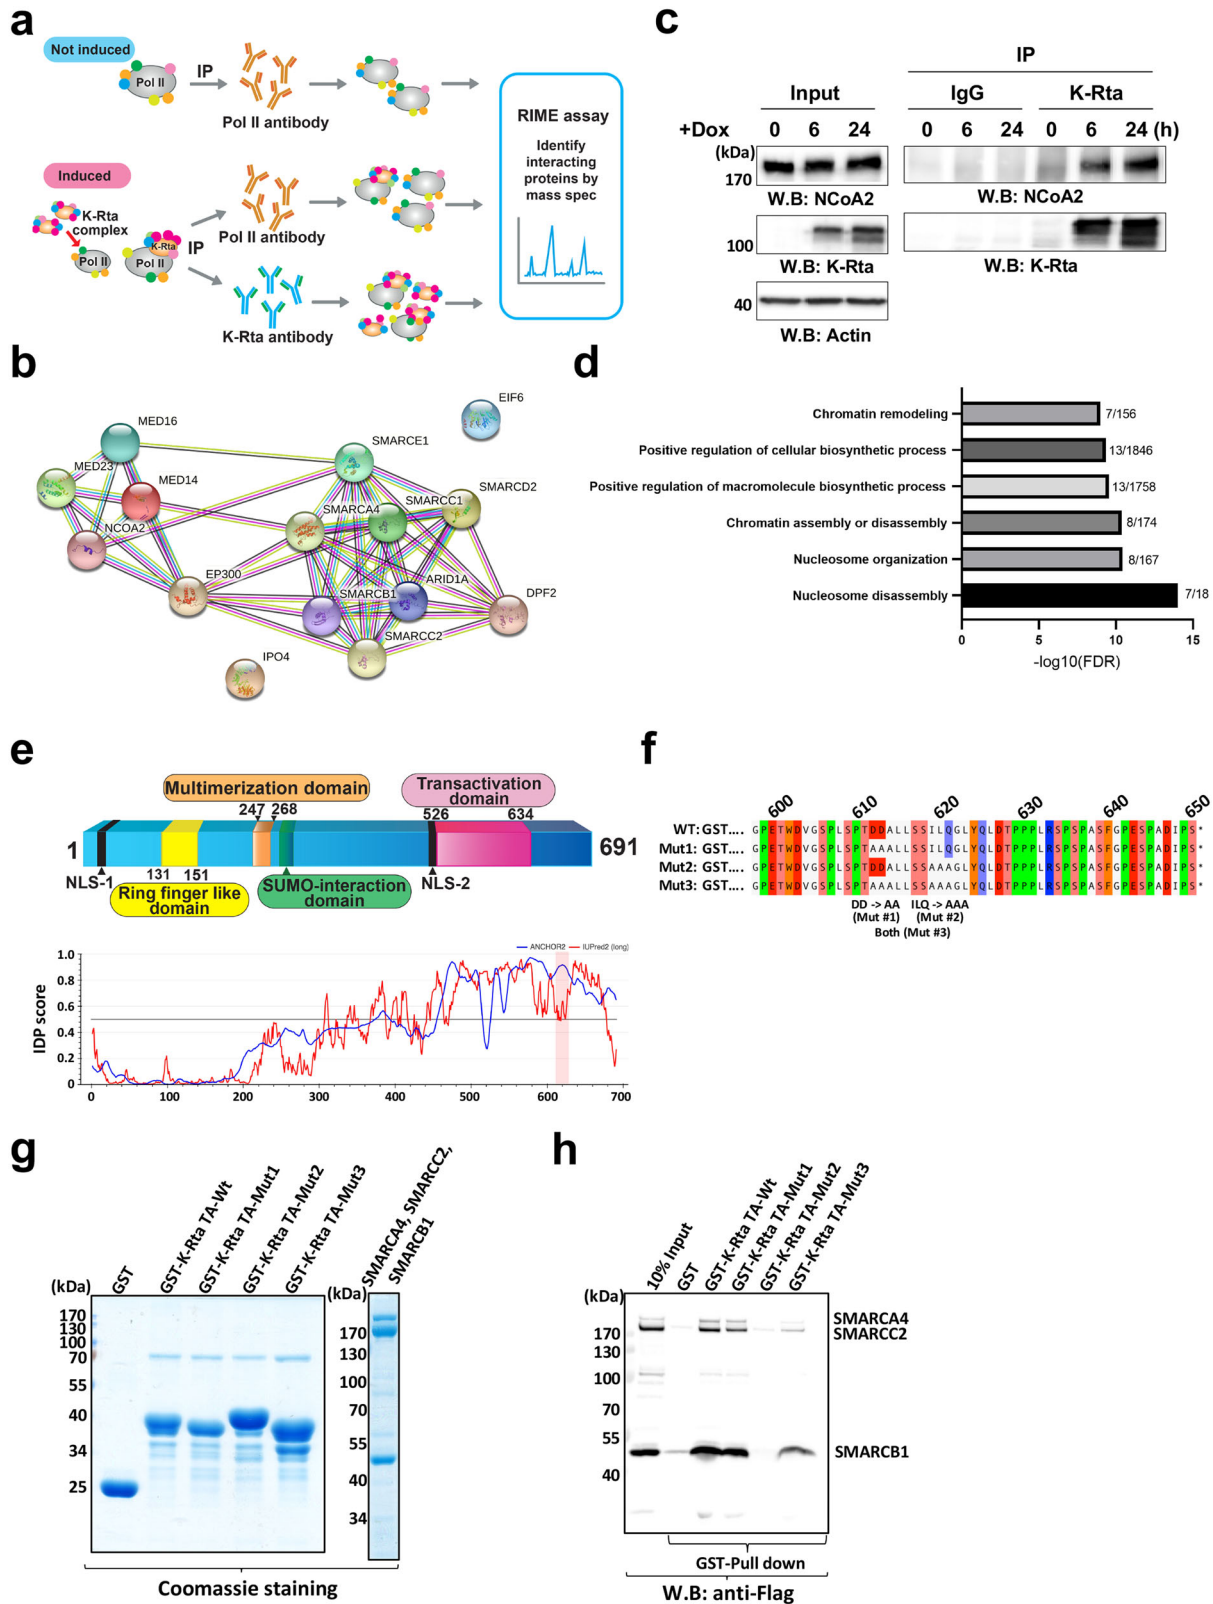 a
Not induced
Pol II
IP
Pol II antibody
Induced
K-Rta
complex
Pol II
K-Rta
Pol II
IP
Pol II antibody
K-Rta antibody
RIME assay
Identify
interacting
proteins by
mass spec
c
IP
Input
IgG
K-Rta
+Dox
0 6 24
0 6 24
0 6 24 (h)
(kDa)
170
W.B: NCoA2
W.B: NCoA2
100
W.B: K-Rta
W.B: K-Rta
40
W.B: Actin
b
EIF6
MED16
SMARCE1
MED23
MED14
SMARCD2
SMARCC1
SMARCA4
NCOA2
EP300
ARID1A
SMARCB1
DPF2
SMARCC2
IPO4
d
Chromatin remodeling
7/156
Positive regulation of cellular biosynthetic process
13/1846
Positive regulation of macromolecule biosynthetic process
13/1758
Chromatin assembly or disassembly
8/174
Nucleosome organization
8/167
Nucleosome disassembly
7/18
0 5 10 15
-log10(FDR)
e
Multimerization domain
Transactivation
domain
247 268
526 634
1
691
NLS-1
131 151
NLS-2
Ring finger like
domain
SUMO-interaction
domain
ANCHOR2
IUPred2 (long)
IDP score
1.0
0.8
0.6
0.4
0.2
0
0 100 200 300 400 500 600 700
f
600 610 620 630 640 650
WT: GST.... GPETWDVGSPLSPTDDALLSSILQGLYQLDTPPPLRSPSPASFGPESPADIPS*
Mut1: GST.... GPETWDVGSPLSPTAAALLSSILQGLYQLDTPPPLRSPSPASFGPESPADIPS*
Mut2: GST.... GPETWDVGSPLSPTDDALLSSAAAGLYQLDTPPPLRSPSPASFGPESPADIPS*
Mut3: GST.... GPETWDVGSPLSPTAAALLSSAAAGLYQLDTPPPLRSPSPASFGPESPADIPS*
DD -> AA ILQ -> AAA
(Mut #1) (Mut #2)
Both (Mut #3)
g
GST
GST-K-Rta TA-Wt
GST-K-Rta TA-Mut1
GST-K-Rta TA-Mut2
GST-K-Rta TA-Mut3
SMARCA4, SMARCC2,
SMARCB1
(kDa)
170
130
100
70
55
40
34
25
(kDa)
170
130
100
70
55
40
34
Coomassie staining
h
10% Input
GST
GST-K-Rta TA-Wt
GST-K-Rta TA-Mut1
GST-K-Rta TA-Mut2
GST-K-Rta TA-Mut3
(kDa)
170
130
100
70
55
40
SMARCA4
SMARCC2
SMARCB1
GST-Pull down
W.B: anti-Flag